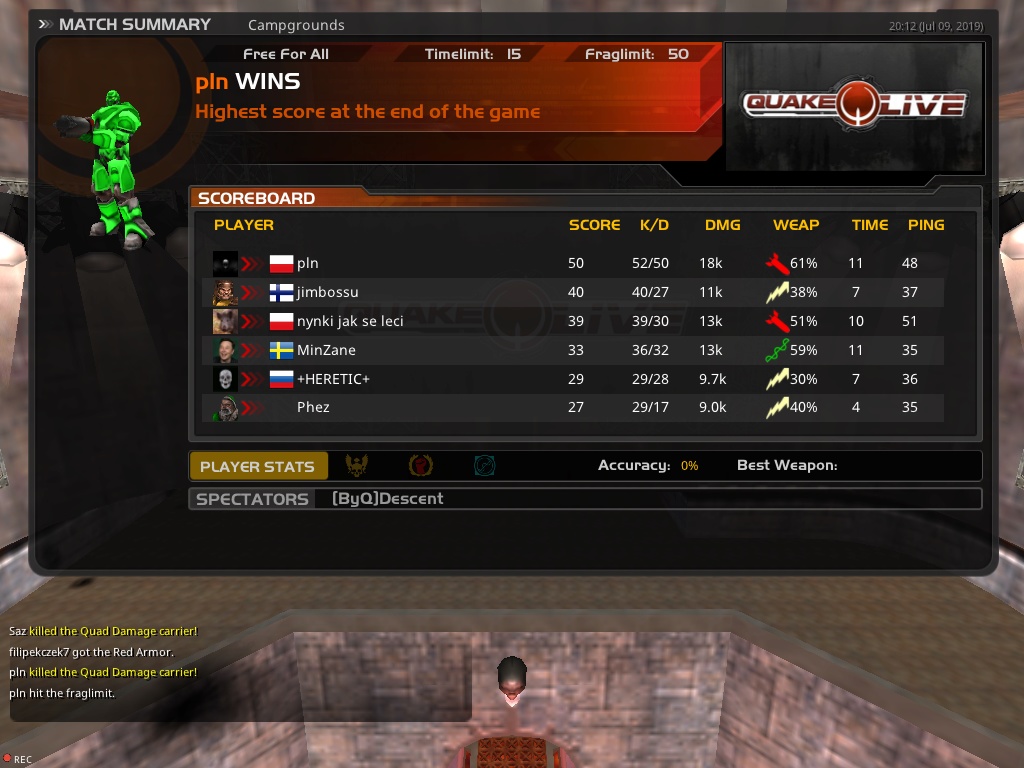 MATCH SUMMARY Campgrounds 20:12 (Jul 09, 2019)
Free For All Timelimit: 15 Fraglimit: 50
pln WINS
Highest score at the end of the game
QUAKE LIVE
SCOREBOARD
PLAYER SCORE K/D DMG WEAP TIME PING
pln 50 52/50 18k 61% 11 48
jimbossu 40 40/27 11k 38% 7 37
nynki jak se leci 39 39/30 13k 51% 10 51
MinZane 33 36/32 13k 59% 11 35
+HERETIC+ 29 29/28 9.7k 30% 7 36
Phez 27 29/17 9.0k 40% 4 35
QUAKE LIVE
PLAYER STATS Accuracy: 0% Best Weapon:
SPECTATORS [ByQ]Descent
Saz killed the Quad Damage carrier!
filipekczek7 got the Red Armor.
pln killed the Quad Damage carrier!
pln hit the fraglimit.
REC